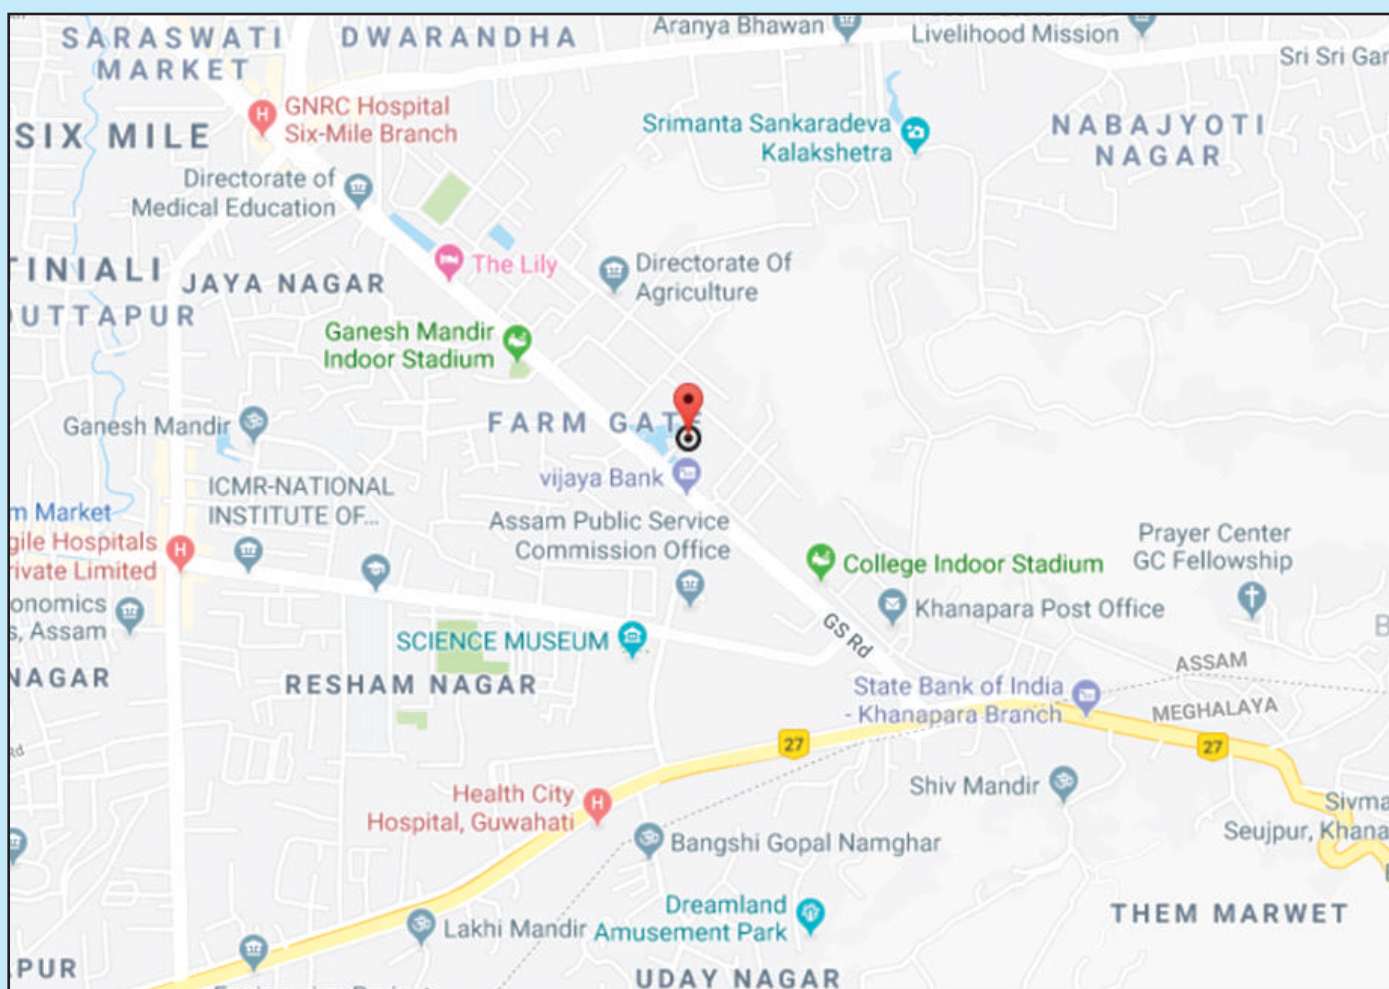 SARASWATI
MARKET
DWARANDHA
Aranya Bhawan
Livelihood Mission
Sri Sri Gar
GNRC Hospital
Six-Mile Branch
SIX MILE
Srimanta Sankaradeva
Kalakshetra
NABAJYOTI
NAGAR
Directorate of
Medical Education
TINIALI
JAYA NAGAR
The Lily
Directorate Of
Agriculture
OUTTAPUR
Ganesh Mandir
Indoor Stadium
Ganesh Mandir
FARM GATE
vijaya Bank
ICMR-NATIONAL
INSTITUTE OF...
m Market
gile Hospitals
rivate Limited
Assam Public Service
Commission Office
College Indoor Stadium
Prayer Center
GC Fellowship
Khanapara Post Office
onomics
s, Assam
SCIENCE MUSEUM
GS Rd
B
ASSAM
MEGHALAYA
NAGAR
RESHAM NAGAR
State Bank of India
- Khanapara Branch
Rd
27
27
Health City
Hospital, Guwahati
Shiv Mandir
Sivma
Seujpur, Khana
Bangshi Gopal Namghar
Dreamland
Amusement Park
Lakhi Mandir
THEM MARWET
APUR
UDAY NAGAR